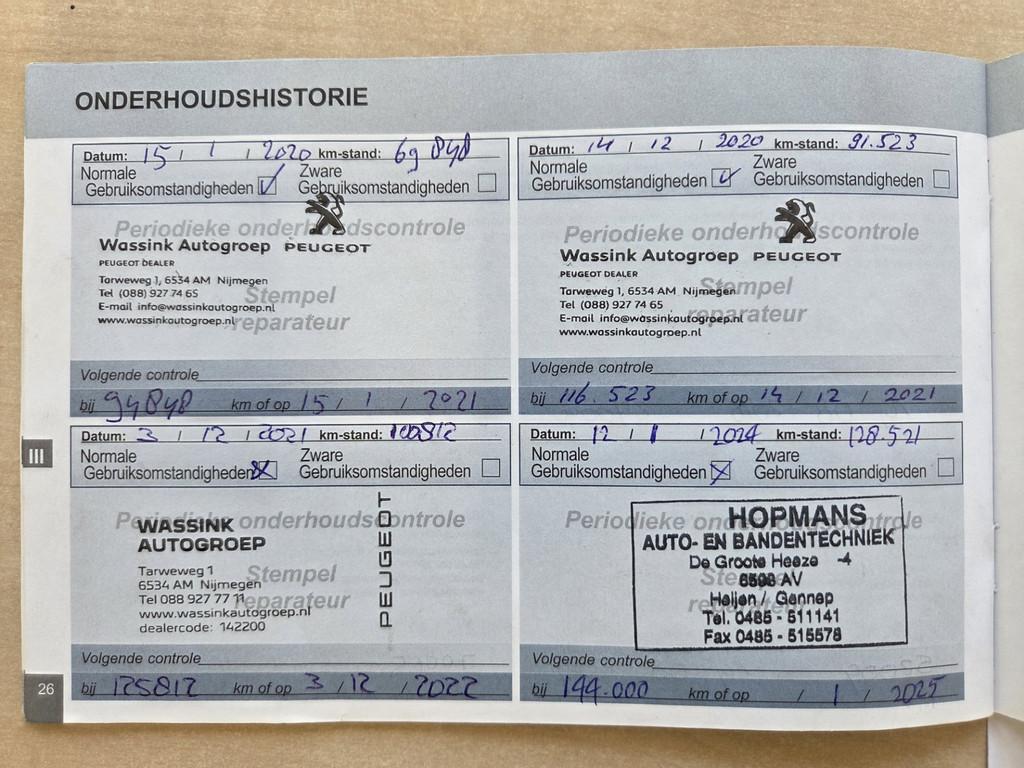 ONDERHOUDSHISTORIE
Datum: 15 / 1 / 2020 km-stand: 69 848
Normale Gebruiksomstandigheden
Zware Gebruiksomstandigheden
Periodieke onderhoudscontrole
Wassink Autogroep PEUGEOT
PEUGEOT DEALER
Tarweweg 1, 6534 AM Nijmegen
Tel (088) 927 74 65
E-mail info@wassinkautogroep.nl
www.wassinkautogroep.nl
Stempel
reparateur
Volgende controle
bij 94848 km of op 15 / 1 / 2021
Datum: 14 / 12 / 2020 km-stand: 91.523
Normale Gebruiksomstandigheden
Zware Gebruiksomstandigheden
Periodieke onderhoudscontrole
Wassink Autogroep PEUGEOT
PEUGEOT DEALER
Tarweweg 1, 6534 AM Nijmegen
Tel (088) 927 74 65
E-mail info@wassinkautogroep.nl
www.wassinkautogroep.nl
Stempel
reparateur
Volgende controle
bij 116.523 km of op 14 / 12 / 2021
III
Datum: 3 / 12 / 2021 km-stand: 100812
Normale Gebruiksomstandigheden
Zware Gebruiksomstandigheden
Periodieke onderhoudscontrole
WASSINK
AUTOGROEP
PEUGEOT
Tarweweg 1
6534 AM Nijmegen
Tel 088 927 77 11
www.wassinkautogroep.nl
dealercode: 142200
Stempel
reparateur
Volgende controle
bij 125812 km of op 3 / 12 / 2022
Datum: 12 / 1 / 2024 km-stand: 128.521
Normale Gebruiksomstandigheden
Zware Gebruiksomstandigheden
Periodieke onderhoudscontrole
HOPMANS
AUTO- EN BANDENTECHNIEK
De Groote Heeze -4
AV
Heijen / Gennep
Tel. 0485 - 511141
Fax 0485 - 515578
Stempel
reparateur
Volgende controle
bij 144.000 km of op / 1 / 2025
26